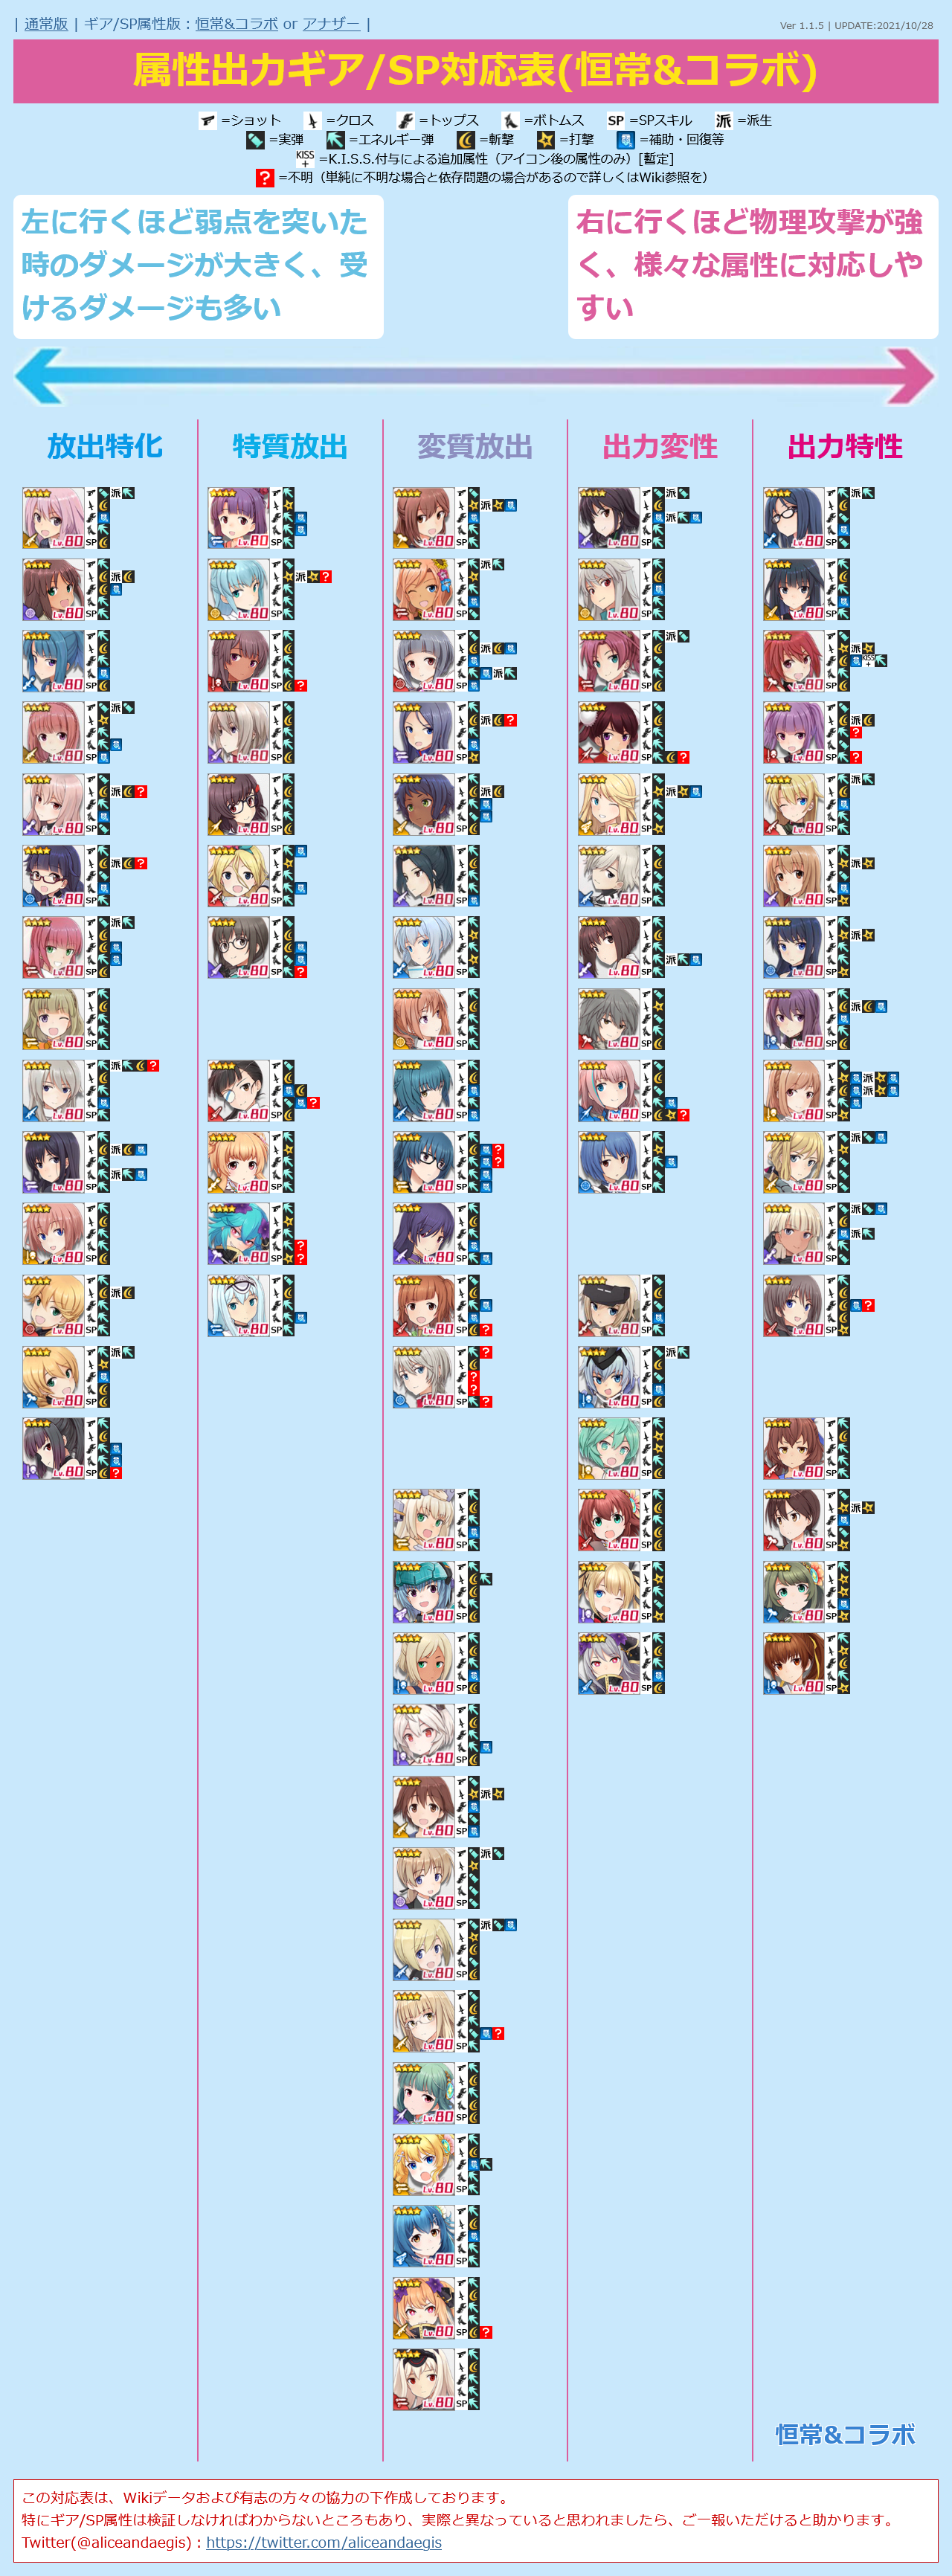 | 通常版 | ギア/SP属性版：恒常&コラボ or アナザー |
Ver 1.1.5 | UPDATE:2021/10/28
属性出力ギア/SP対応表(恒常&コラボ)
=ショット =クロス =トップス =ボトムス SP =SPスキル 派 =派生
=実弾 =エネルギー弾 =斬撃 =打撃 =補助・回復等
KISS + =K.I.S.S.付与による追加属性（アイコン後の属性のみ）[暫定]
? =不明（単純に不明な場合と依存問題の場合があるので詳しくはWiki参照を）
左に行くほど弱点を突いた
時のダメージが大きく、受
けるダメージも多い
右に行くほど物理攻撃が強
く、様々な属性に対応しや
すい
放出特化 特質放出 変質放出 出力変性 出力特性
恒常&コラボ
この対応表は、Wikiデータおよび有志の方々の協力の下作成しております。
特にギア/SP属性は検証しなければわからないところもあり、実際と異なっていると思われましたら、ご一報いただけると助かります。
Twitter(@aliceandaegis)：https://twitter.com/aliceandaegis